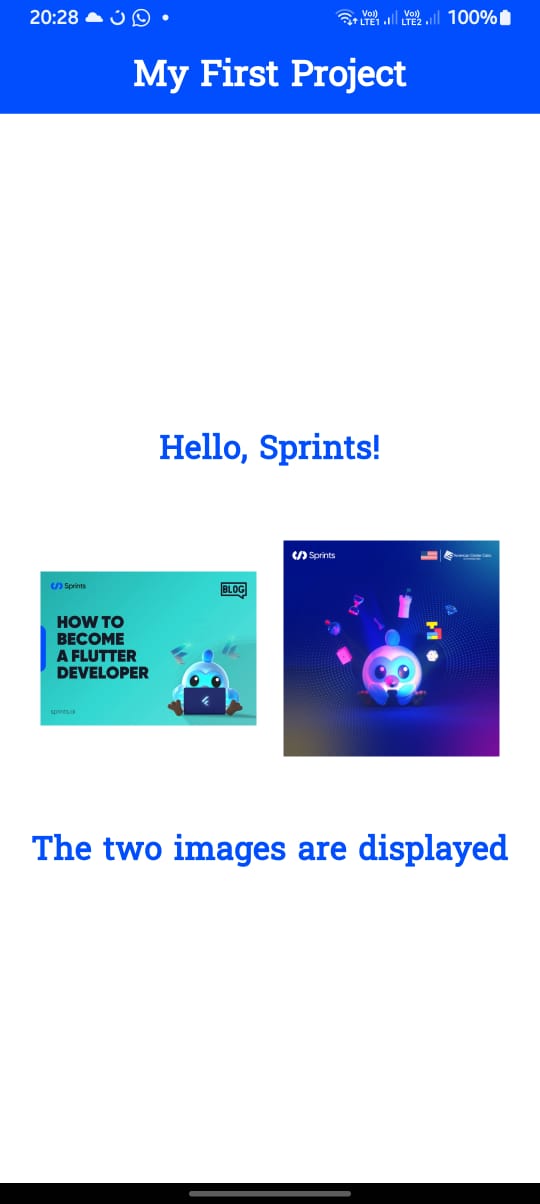 20:28
Vo)) LTE1 Vo)) LTE2 100%
My First Project
Hello, Sprints!
Sprints
BLOG
HOW TO
BECOME
A FLUTTER
DEVELOPER
sprints.ai
Sprints
The two images are displayed